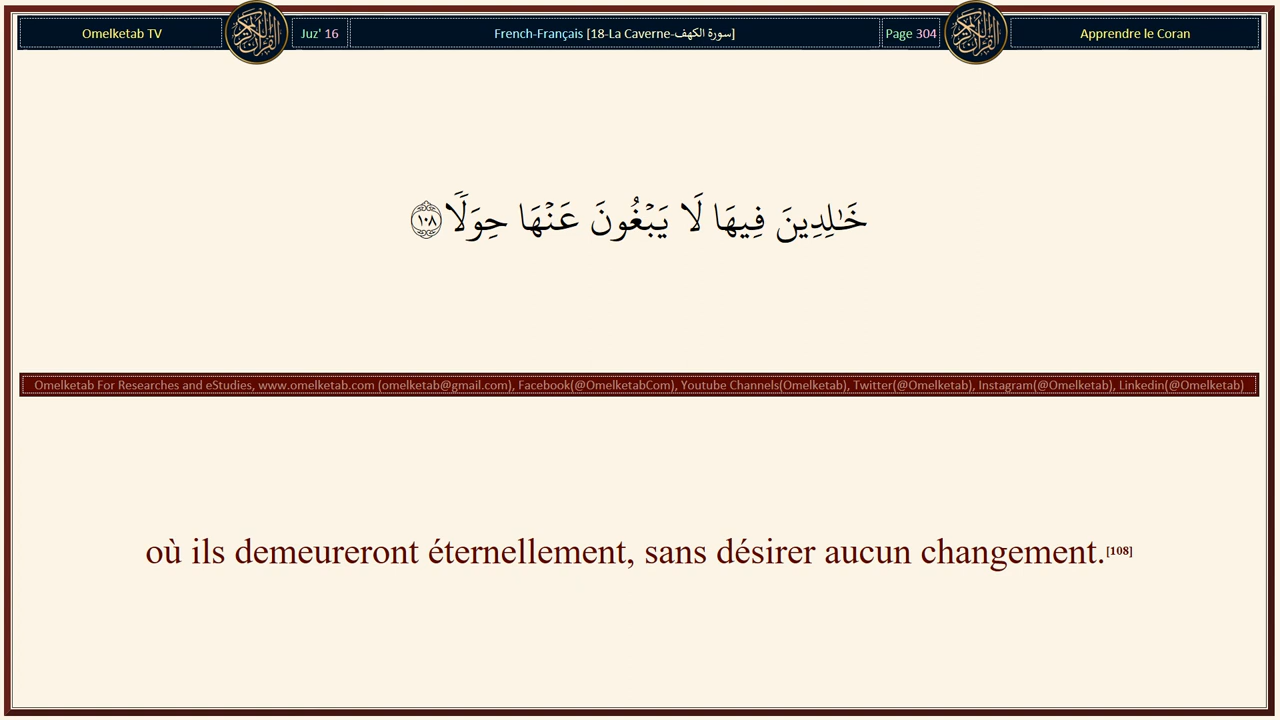 Omelketab TV
Juz' 16
French-Français [18-La Caverne-سورة الكهف]
Page 304
Apprendre le Coran
خَـٰلِدِينَ فِيهَا لَا يَبۡغُونَ عَنۡهَا حِوَلٗا ١٠٨
Omelketab For Researches and eStudies, www.omelketab.com (omelketab@gmail.com), Facebook(@OmelketabCom), Youtube Channels(Omelketab), Twitter(@Omelketab), Instagram(@Omelketab), Linkedin(@Omelketab)
où ils demeureront éternellement, sans désirer aucun changement.[108]